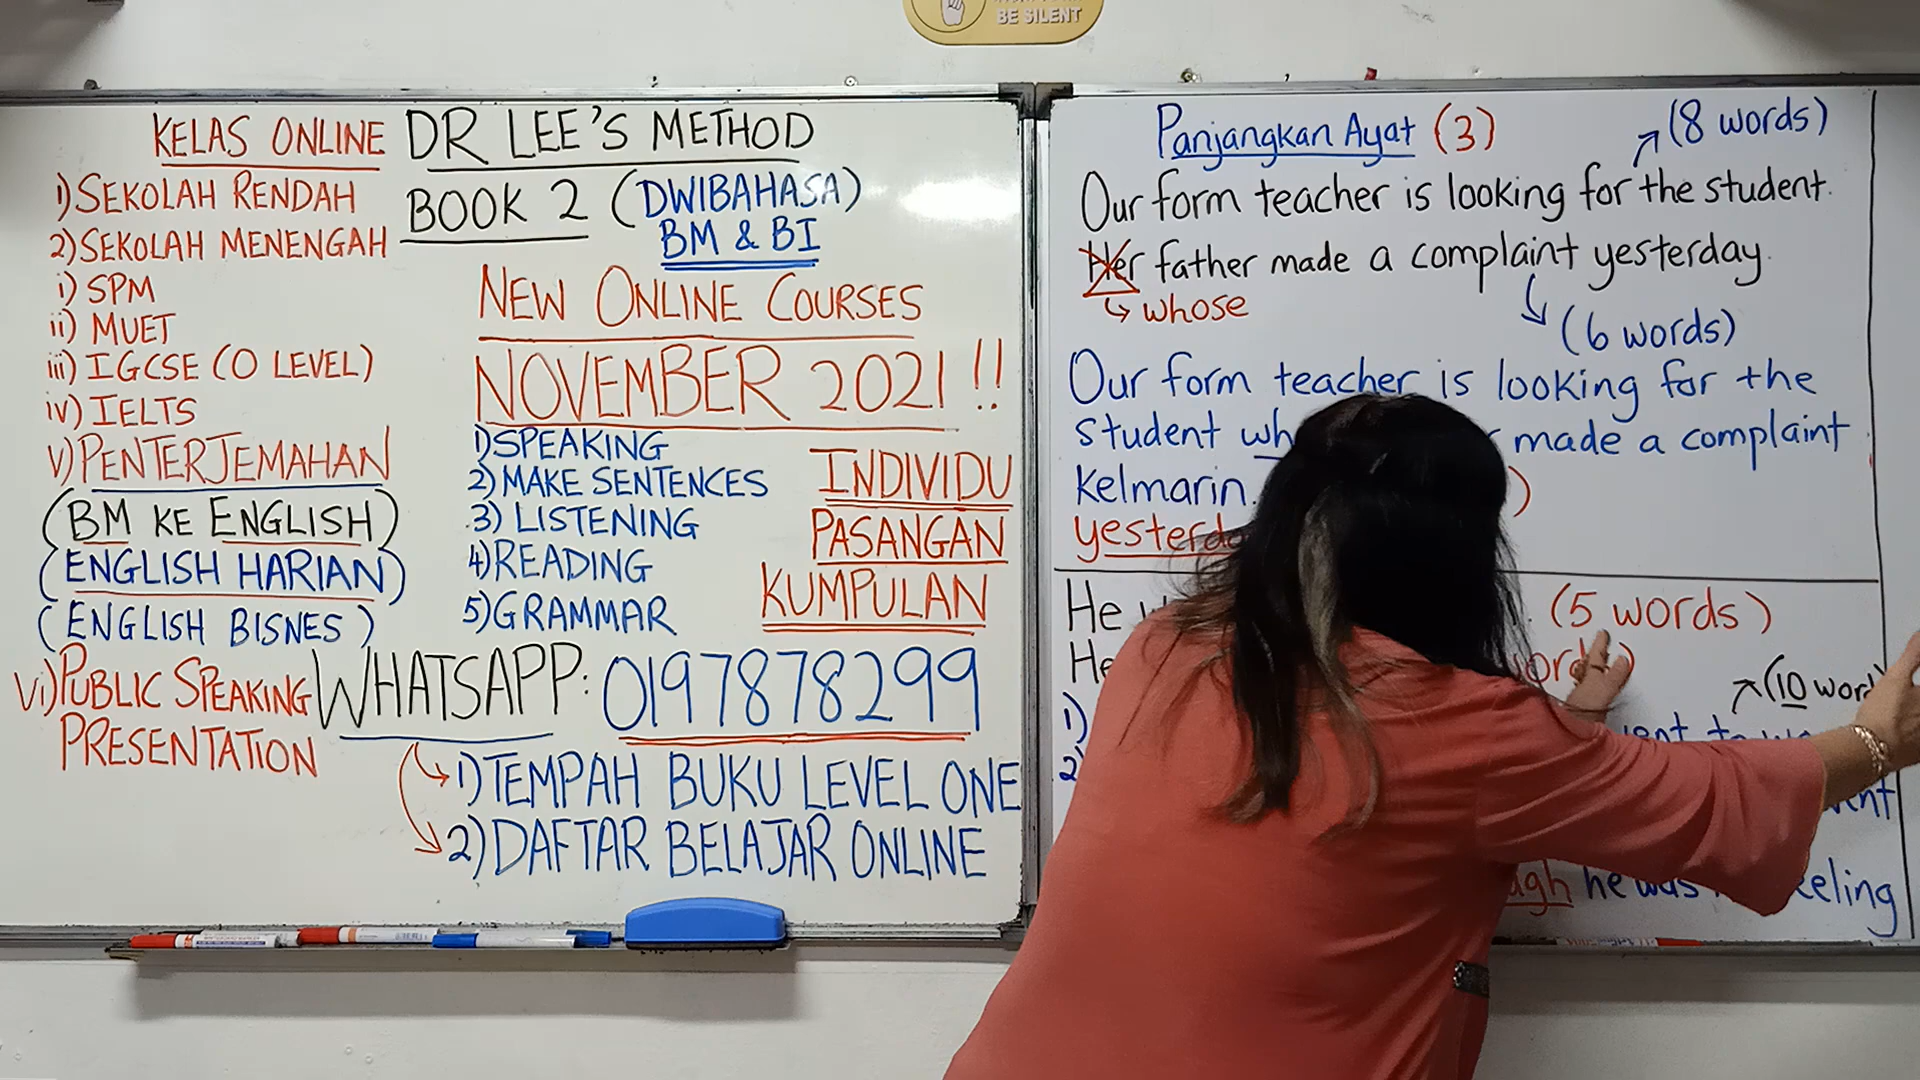 BE SILENT
KELAS ONLINE
1) SEKOLAH RENDAH
2) SEKOLAH MENENGAH
i) SPM
ii) MUET
iii) IGCSE (O LEVEL)
iv) IELTS
v) PENTERJEMAHAN
(BM KE ENGLISH)
(ENGLISH HARIAN)
(ENGLISH BISNES)
vi) PUBLIC SPEAKING
PRESENTATION
DR LEE'S METHOD
BOOK 2 (DWIBAHASA)
BM & BI
NEW ONLINE COURSES
NOVEMBER 2021 !!
1) SPEAKING
2) MAKE SENTENCES
3) LISTENING
4) READING
5) GRAMMAR
INDIVIDU
PASANGAN
KUMPULAN
WHATSAPP: 0197878299
1) TEMPAH BUKU LEVEL ONE
2) DAFTAR BELAJAR ONLINE
Panjangkan Ayat (3)
(8 words)
Our form teacher is looking for the student.
Her father made a complaint yesterday.
whose
(6 words)
Our form teacher is looking for the
student made a complaint
Kelmarin.
He (5 words)
He
(10
1)
2)
he was feeling